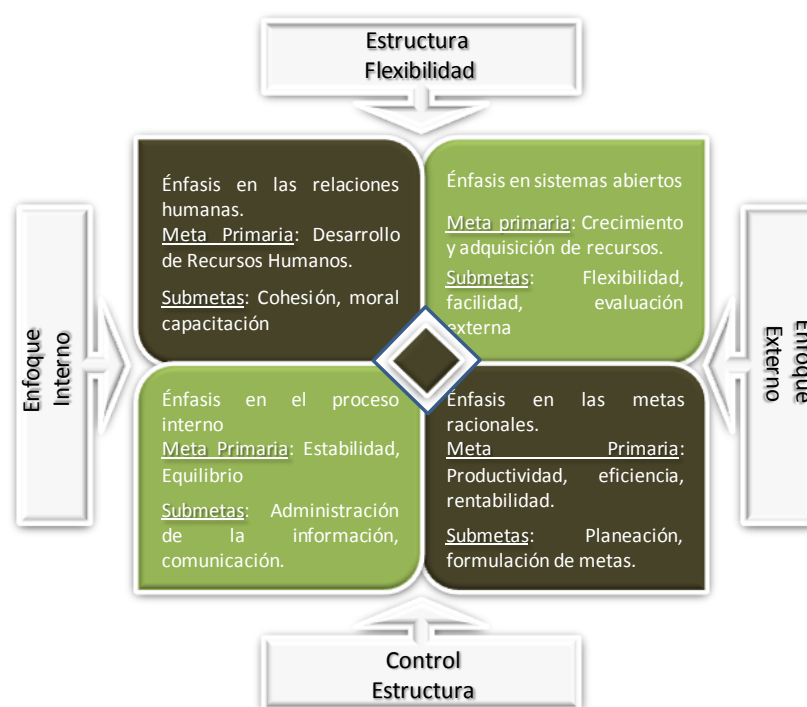 Estructura
Flexibilidad
Enfoque
Interno
Énfasis en las relaciones
humanas.
Meta Primaria: Desarrollo
de Recursos Humanos.
Submetas: Cohesión, moral
capacitación
Énfasis en sistemas abiertos
Meta primaria: Crecimiento
y adquisición de recursos.
Submetas: Flexibilidad,
facilidad, evaluación
externa
Énfasis en el proceso
interno
Meta Primaria: Estabilidad,
Equilibrio
Submetas: Administración
de la información,
comunicación.
Énfasis en las metas
racionales.
Meta Primaria:
Productividad, eficiencia,
rentabilidad.
Submetas: Planeación,
formulación de metas.
Enfoque
Externo
Control
Estructura